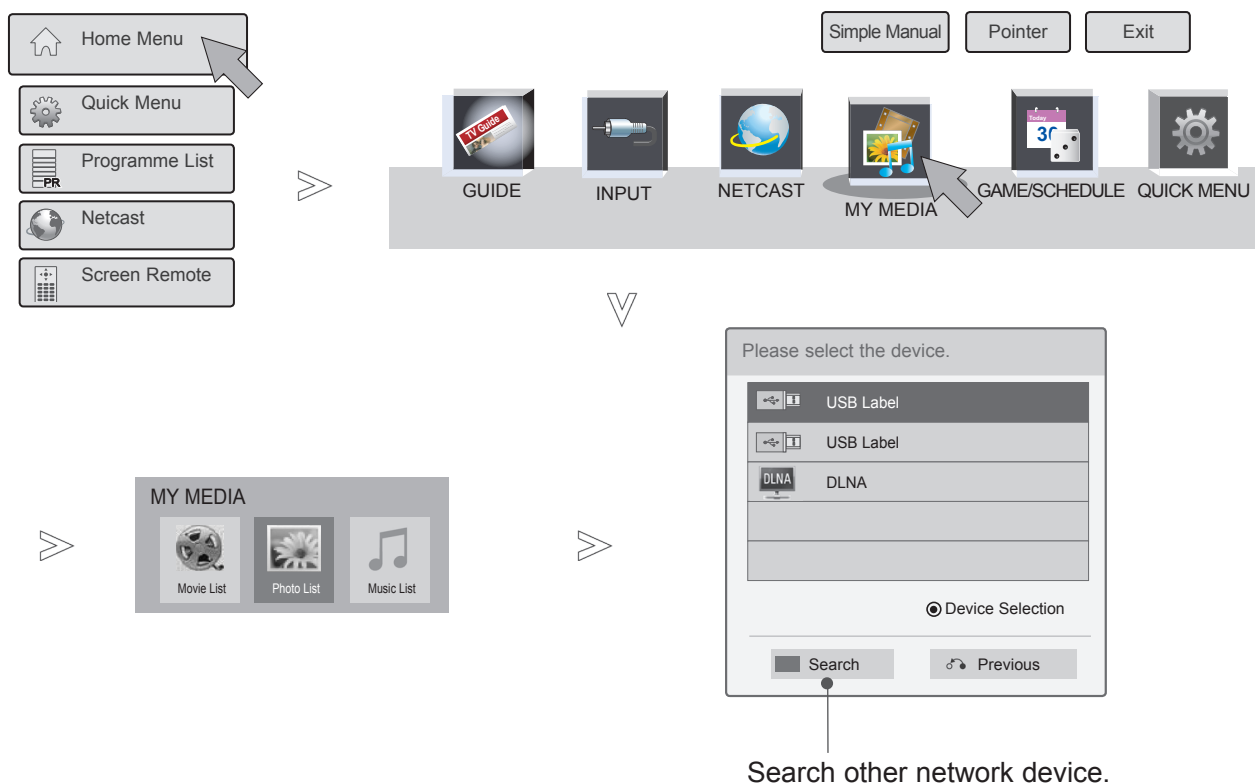 Home Menu
Quick Menu
PR
Programme List
Netcast
Screen Remote
Simple Manual
Pointer
Exit
TV Guide
Today
30
GUIDE
INPUT
NETCAST
MY MEDIA
GAME/SCHEDULE
QUICK MENU
MY MEDIA
Movie List
Photo List
Music List
Please select the device.
USB Label
USB Label
DLNA
DLNA
Device Selection
Search
Previous
Search other network device.